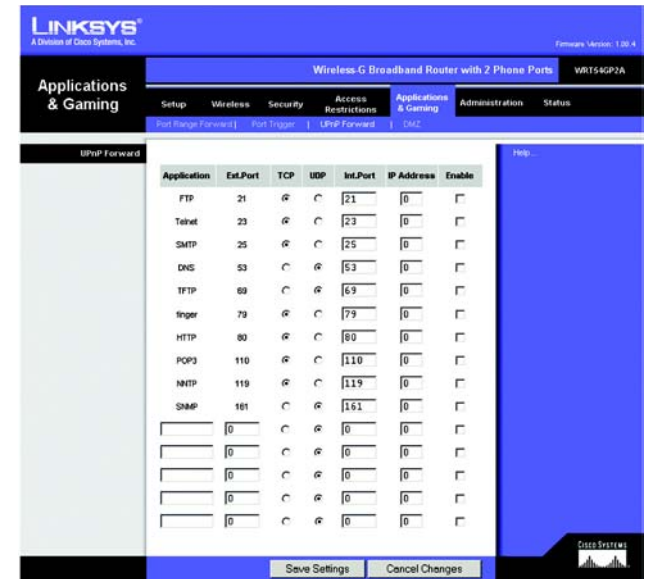 LINKSYS®
A Division of Cisco Systems, Inc.
Firmware Version: 1.00.4
Wireless-G Broadband Router with 2 Phone Ports WRT54GP2A
Applications & Gaming
Setup Wireless Security Access Restrictions Applications & Gaming Administration Status
Port Range Forward | Port Trigger | UPnP Forward | DMZ
UPnP Forward
Help...
Application Ext.Port TCP UDP Int.Port IP Address Enable
FTP 21 21 0
Telnet 23 23 0
SMTP 25 25 0
DNS 53 53 0
TFTP 69 69 0
finger 79 79 0
HTTP 80 80 0
POP3 110 110 0
NNTP 119 119 0
SNMP 161 161 0
0 0 0
0 0 0
0 0 0
0 0 0
0 0 0
Save Settings Cancel Changes
CISCO SYSTEMS